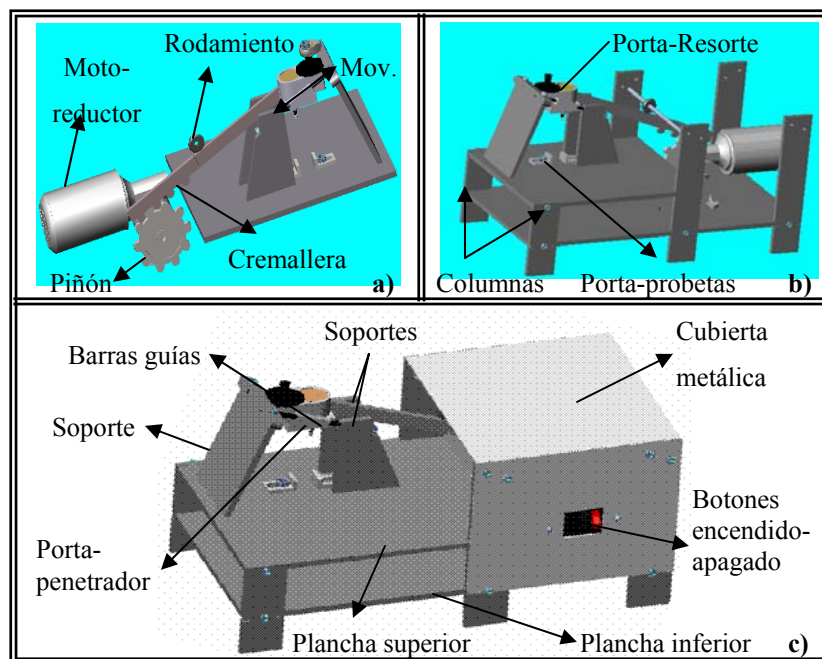 Rodamiento
Moto-
reductor
Mov.
Cremallera
Piñón
a)
Porta-Resorte
Columnas
Porta-probetas
b)
Soportes
Cubierta
metálica
Barras guías
Soporte
Botones
encendido-
apagado
Porta-
penetrador
Plancha superior
Plancha inferior
c)